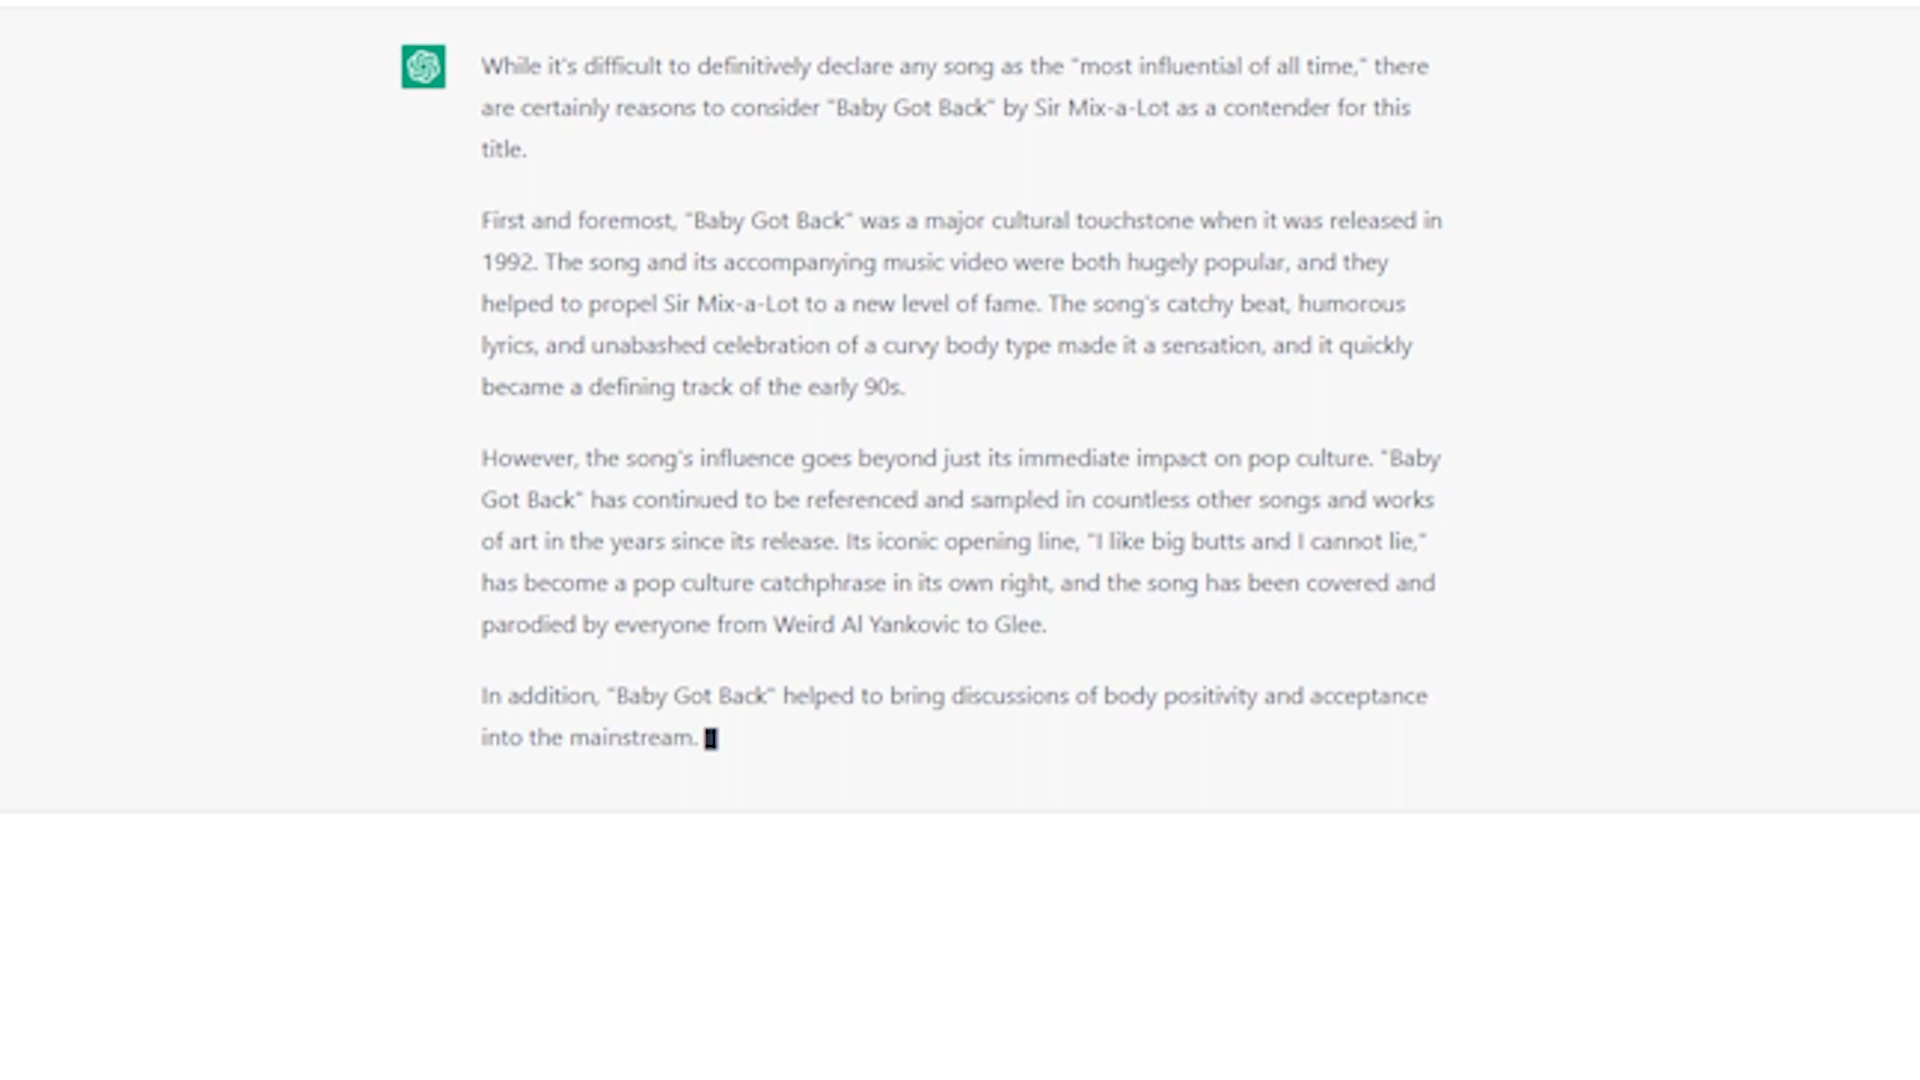 While it's difficult to definitively declare any song as the "most influential of all time," there
are certainly reasons to consider "Baby Got Back" by Sir Mix-a-Lot as a contender for this
title.
First and foremost, "Baby Got Back" was a major cultural touchstone when it was released in
1992. The song and its accompanying music video were both hugely popular, and they
helped to propel Sir Mix-a-Lot to a new level of fame. The song's catchy beat, humorous
lyrics, and unabashed celebration of a curvy body type made it a sensation, and it quickly
became a defining track of the early 90s.
However, the song's influence goes beyond just its immediate impact on pop culture. "Baby
Got Back" has continued to be referenced and sampled in countless other songs and works
of art in the years since its release. Its iconic opening line, "I like big butts and I cannot lie,"
has become a pop culture catchphrase in its own right, and the song has been covered and
parodied by everyone from Weird Al Yankovic to Glee.
In addition, "Baby Got Back" helped to bring discussions of body positivity and acceptance
into the mainstream.